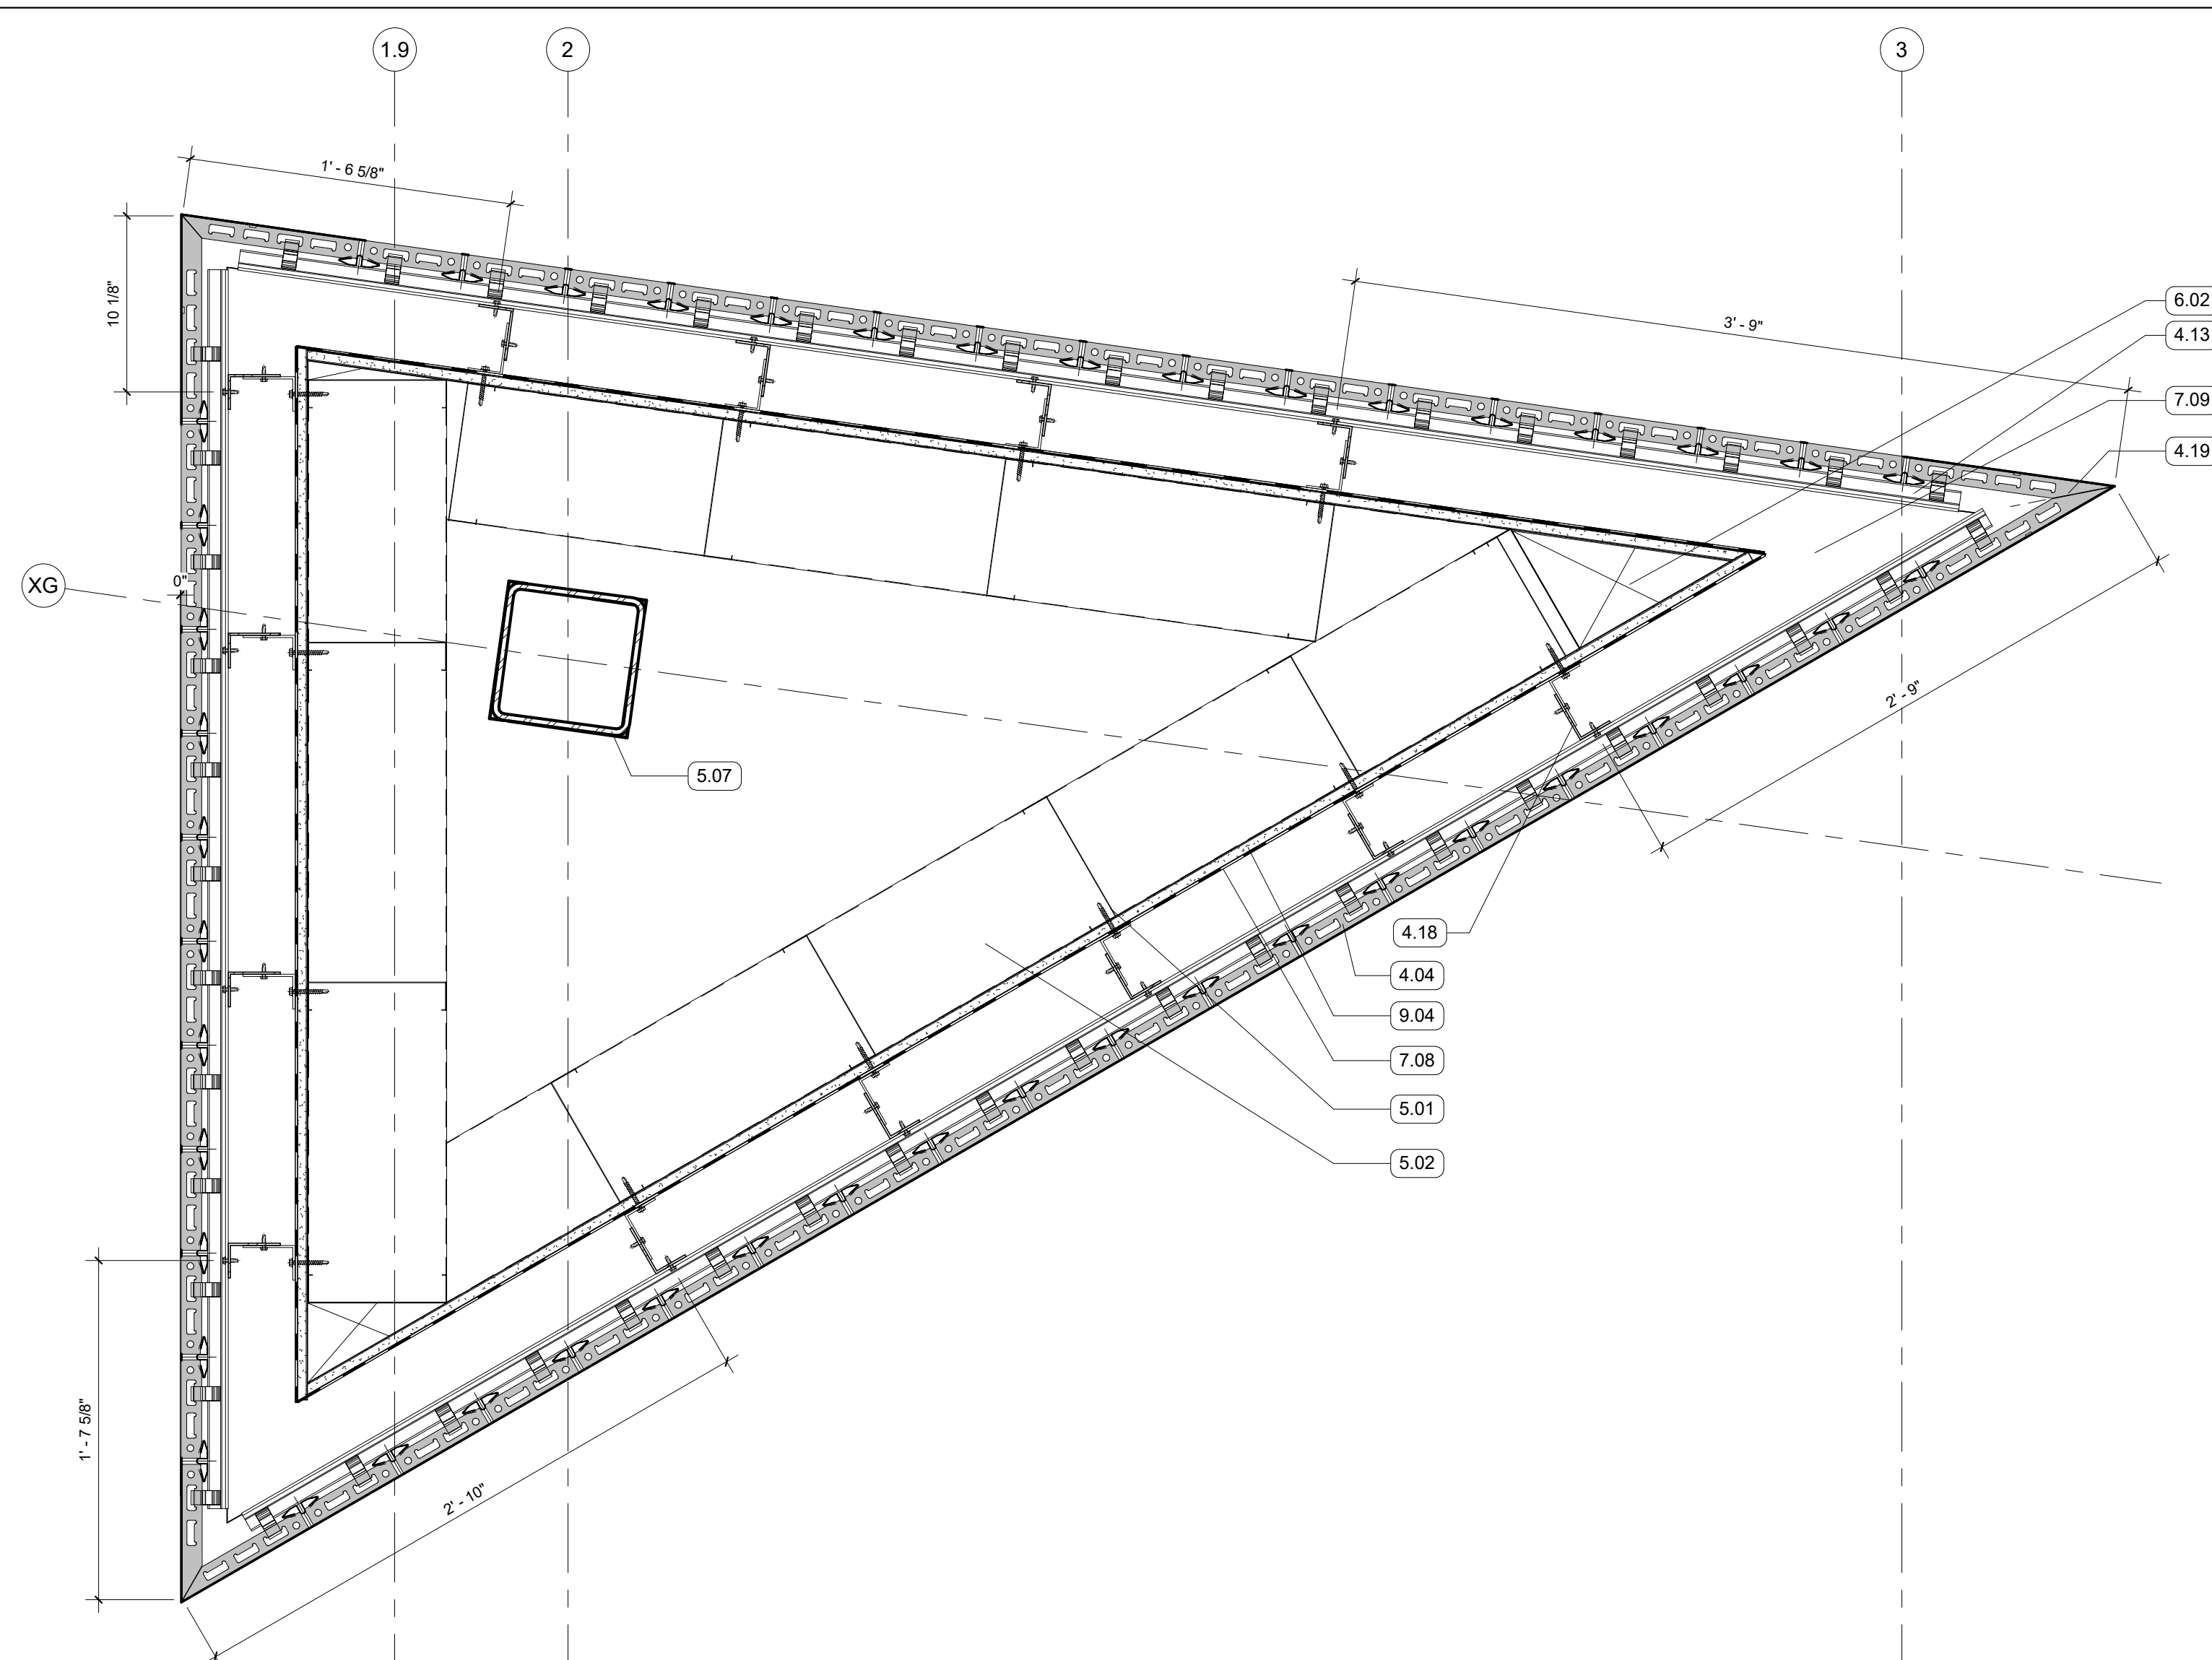 1.9
2
3
1' - 6 5/8"
10 1/8"
3' - 9"
6.02
4.13
7.09
4.19
XG
0"
5.07
2' - 9"
4.18
4.04
9.04
7.08
5.01
5.02
1' - 7 5/8"
2' - 10"